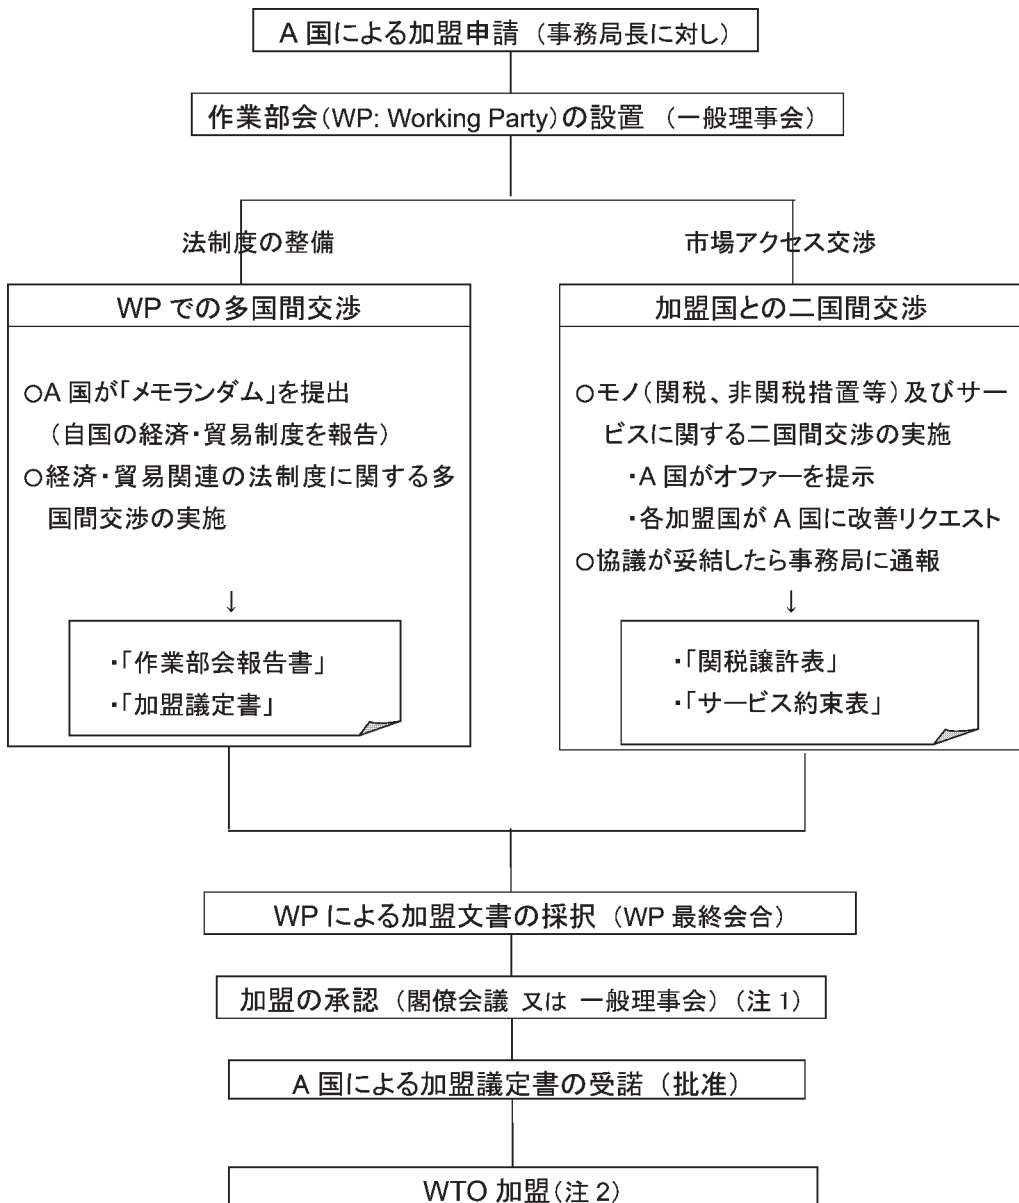 A 国による加盟申請 (事務局長に対し)
作業部会(WP: Working Party)の設置 (一般理事会)
法制度の整備
WP での多国間交渉
○A 国が「メモランダム」を提出
(自国の経済・貿易制度を報告)
○経済・貿易関連の法制度に関する多
国間交渉の実施
↓
・「作業部会報告書」
・「加盟議定書」
市場アクセス交渉
加盟国との二国間交渉
○モノ(関税、非関税措置等)及びサー
ビスに関する二国間交渉の実施
・A 国がオファーを提示
・各加盟国が A 国に改善リクエスト
○協議が妥結したら事務局に通報
↓
・「関税譲許表」
・「サービス約束表」
WP による加盟文書の採択 (WP 最終会合)
加盟の承認 (閣僚会議 又は 一般理事会) (注 1)
A 国による加盟議定書の受諾 (批准)
WTO 加盟(注 2)